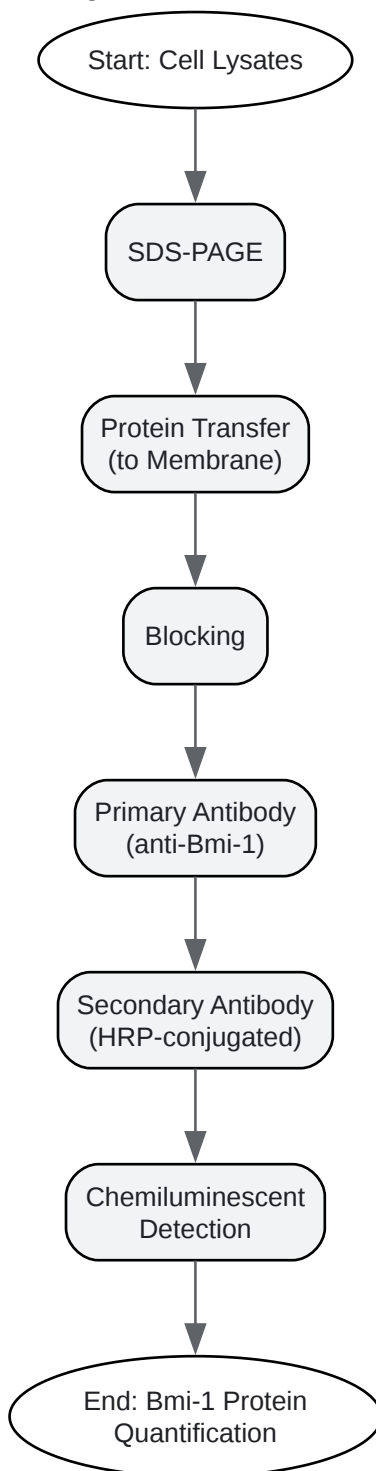 Start: Cell Lysates
SDS-PAGE
Protein Transfer
(to Membrane)
Blocking
Primary Antibody
(anti-Bmi-1)
Secondary Antibody
(HRP-conjugated)
Chemiluminescent
Detection
End: Bmi-1 Protein
Quantification